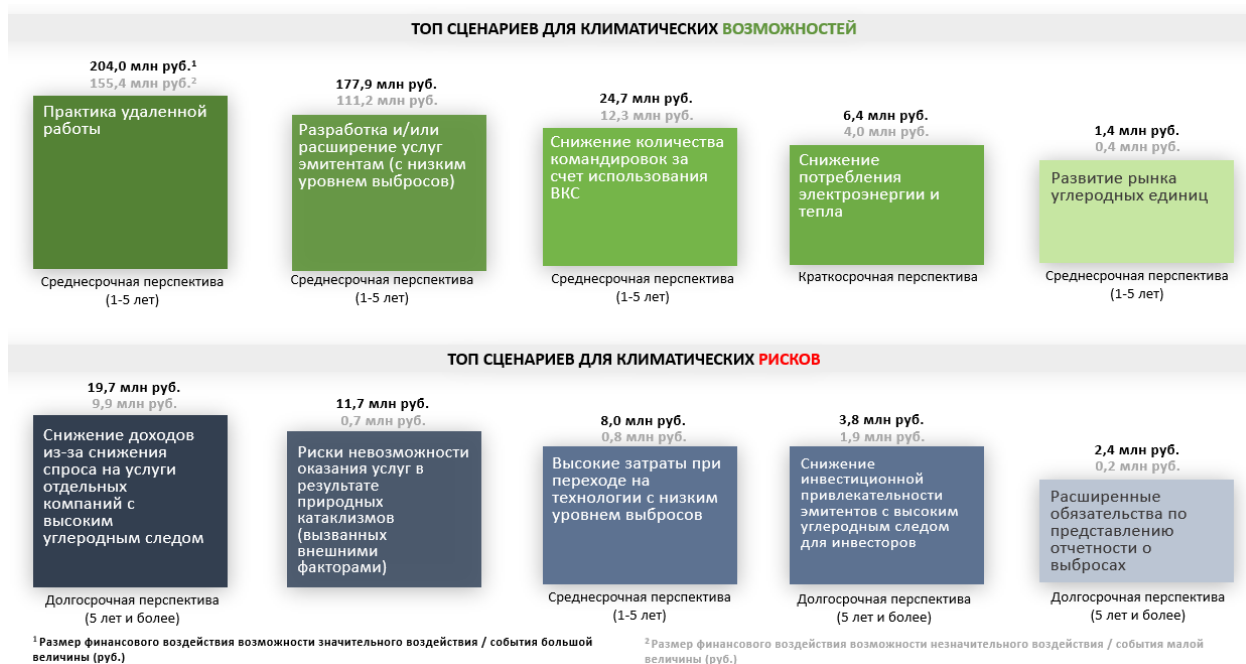 ТОП СЦЕНАРИЕВ ДЛЯ КЛИМАТИЧЕСКИХ ВОЗМОЖНОСТЕЙ
204,0 млн руб.¹
155,4 млн руб.²
Практика удаленной
работы
Среднесрочная перспектива
(1-5 лет)
177,9 млн руб.
111,2 млн руб.
Разработка и/или
расширение услуг
эмитентам (с низким
уровнем выбросов)
Среднесрочная перспектива
(1-5 лет)
24,7 млн руб.
12,3 млн руб.
Снижение количества
командировок за
счет использования
ВКС
Среднесрочная перспектива
(1-5 лет)
6,4 млн руб.
4,0 млн руб.
Снижение
потребления
электроэнергии и
тепла
Краткосрочная перспектива
1,4 млн руб.
0,4 млн руб.
Развитие рынка
углеродных единиц
Среднесрочная перспектива
(1-5 лет)
ТОП СЦЕНАРИЕВ ДЛЯ КЛИМАТИЧЕСКИХ РИСКОВ
19,7 млн руб.
9,9 млн руб.
Снижение доходов
из-за снижения
спроса на услуги
отдельных
компаний с
высоким
углеродным следом
Долгосрочная перспектива
(5 лет и более)
11,7 млн руб.
0,7 млн руб.
Риски невозможности
оказания услуг в
результате
природных
катаклизмов
(вызванных
внешними
факторами)
8,0 млн руб.
0,8 млн руб.
Высокие затраты при
переходе на
технологии с низким
уровнем выбросов
Среднесрочная перспектива
(1-5 лет)
3,8 млн руб.
1,9 млн руб.
Снижение
инвестиционной
привлекательности
эмитентов с высоким
углеродным следом
для инвесторов
Долгосрочная перспектива
(5 лет и более)
2,4 млн руб.
0,2 млн руб.
Расширенные
обязательства по
представлению
отчетности о
выбросах
Долгосрочная перспектива
(5 лет и более)
¹ Размер финансового воздействия возможности значительного воздействия / события большой
величины (руб.)
² Размер финансового воздействия возможности незначительного воздействия / события малой
величины (руб.)